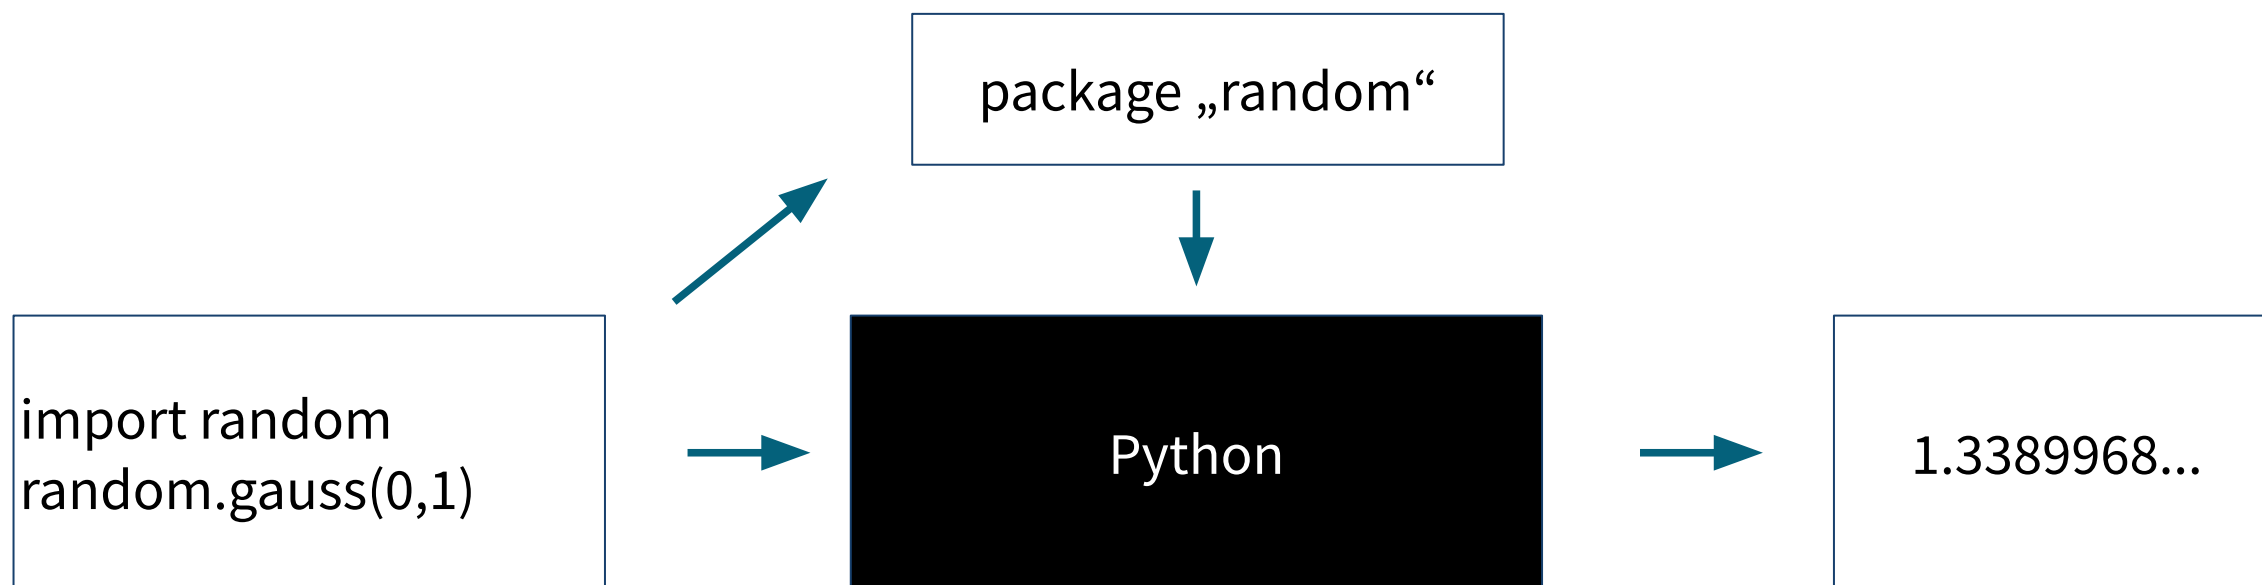 package „random“
import random
random.gauss(0,1)
Python
1.3389968...